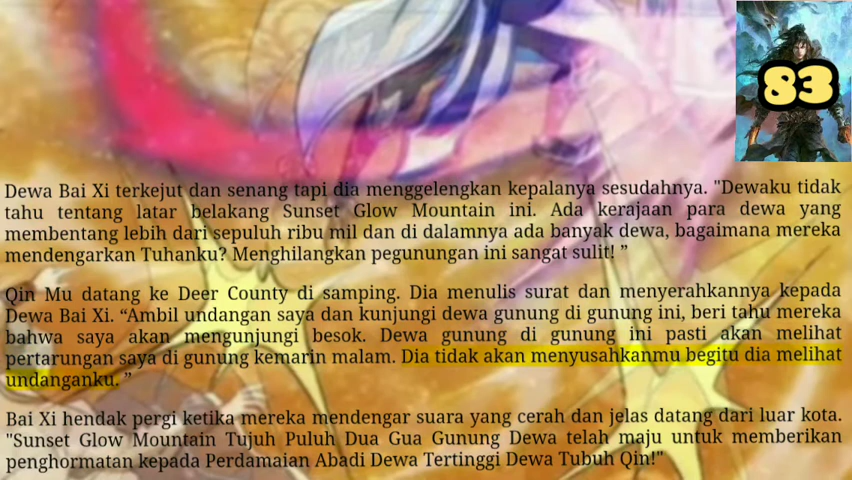 83
Dewa Bai Xi terkejut dan senang tapi dia menggelengkan kepalanya sesudahnya. "Dewaku tidak
tahu tentang latar belakang Sunset Glow Mountain ini. Ada kerajaan para dewa yang
membentang lebih dari sepuluh ribu mil dan di dalamnya ada banyak dewa, bagaimana mereka
mendengarkan Tuhanku? Menghilangkan pegunungan ini sangat sulit! ”
Qin Mu datang ke Deer County di samping. Dia menulis surat dan menyerahkannya kepada
Dewa Bai Xi. “Ambil undangan saya dan kunjungi dewa gunung di gunung ini, beri tahu mereka
bahwa saya akan mengunjungi besok. Dewa gunung di gunung ini pasti akan melihat
pertarungan saya di gunung kemarin malam. Dia tidak akan menyusahkanmu begitu dia melihat
undanganku. ”
Bai Xi hendak pergi ketika mereka mendengar suara yang cerah dan jelas datang dari luar kota.
"Sunset Glow Mountain Tujuh Puluh Dua Gua Gunung Dewa telah maju untuk memberikan
penghormatan kepada Perdamaian Abadi Dewa Tertinggi Dewa Tubuh Qin!"